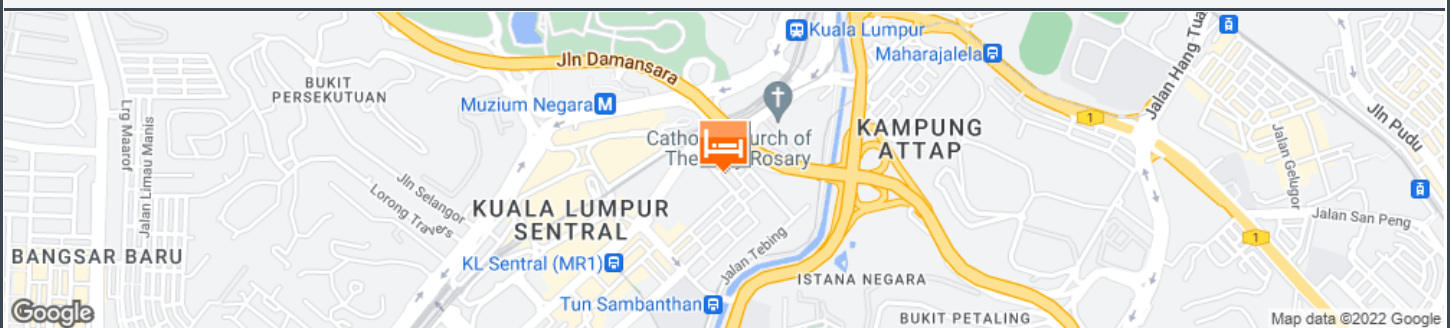 Kuala Lumpur
Maharajalela
Jln Damansara
Jalan Hang Tua
BUKIT
PERSEKUTUAN
Muzium Negara M
Lrg Maarof
Jalan Limau Manis
1
Jln Pudu
KAMPUNG
ATTAP
Jalan Gelugor
Jln Selangor
Lorong Travers
KUALA LUMPUR
SENTRAL
Jalan San Peng
1
BANGSAR BARU
KL Sentral (MR1)
Jalan Tebing
ISTANA NEGARA
Tun Sambanthan
BUKIT PETALING
Google
Map data ©2022 Google